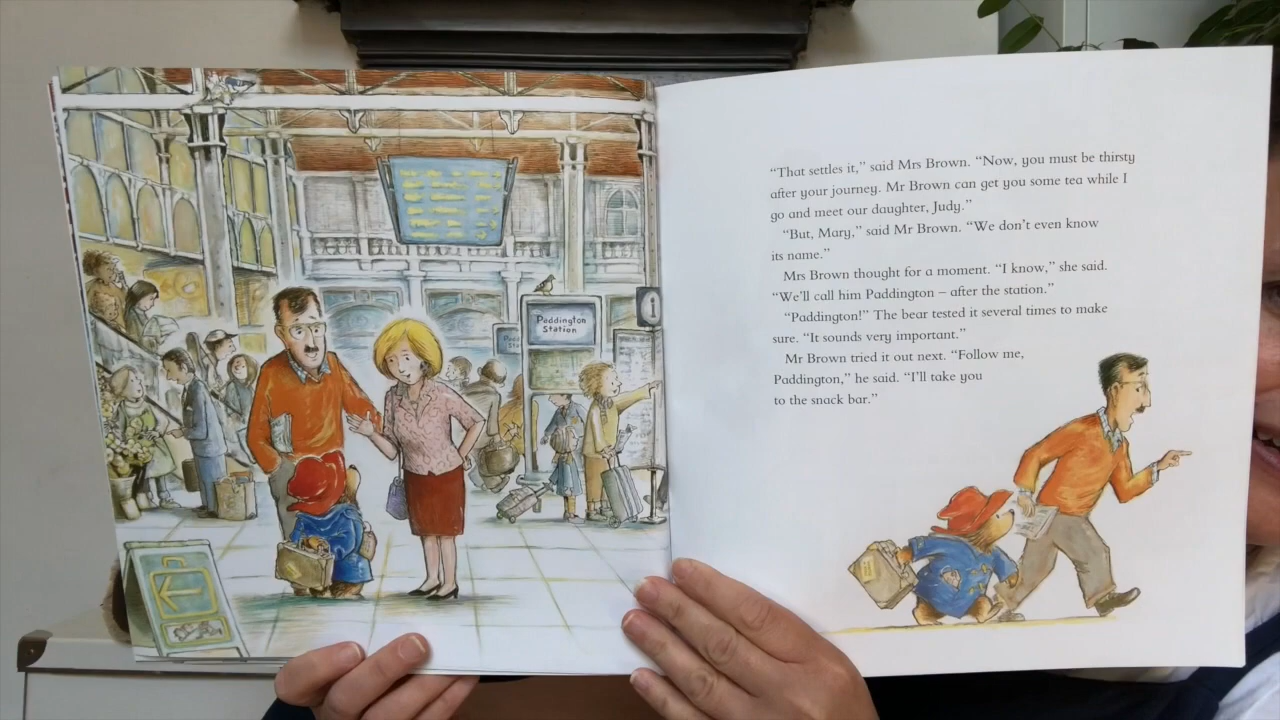 Paddington
Station
“That settles it,” said Mrs Brown. “Now, you must be thirsty
after your journey. Mr Brown can get you some tea while I
go and meet our daughter, Judy.”
“But, Mary,” said Mr Brown. “We don’t even know
its name.”
Mrs Brown thought for a moment. “I know,” she said.
“We’ll call him Paddington – after the station.”
“Paddington!” The bear tested it several times to make
sure. “It sounds very important.”
Mr Brown tried it out next. “Follow me,
Paddington,” he said. “I’ll take you
to the snack bar.”